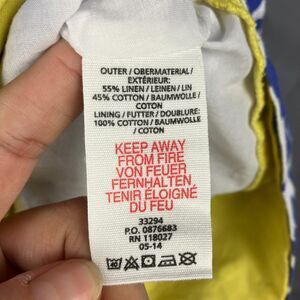 OUTER / OBERMATERIAL /
EXTÉRIEUR:
55% LINEN / LEINEN / LIN
45% COTTON / BAUMWOLLE
/ COTON
LINING / FUTTER / DOUBLURE:
100% COTTON / BAUMWOLLE
/ COTON
KEEP AWAY
FROM FIRE
VON FEUER
FERNHALTEN
TENIR ÉLOIGNÉ
DU FEU
33294
P.O. 0876683
RN 118027
05-14